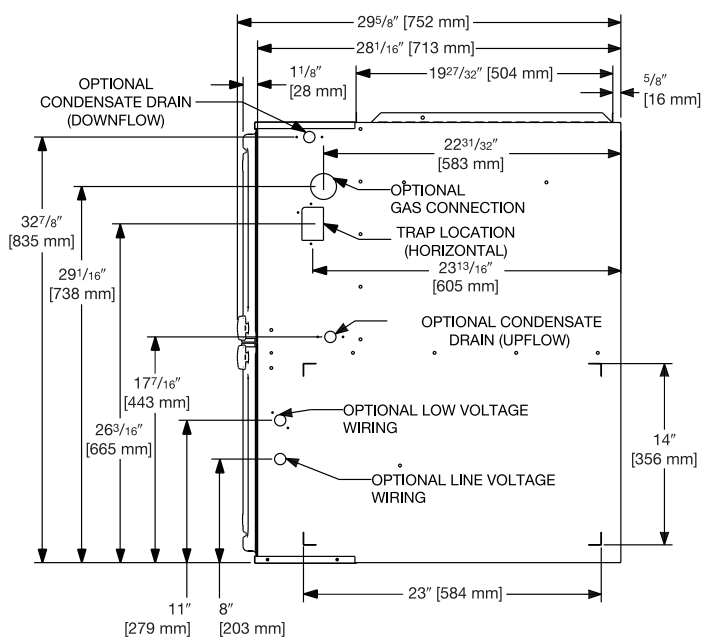 29 5/8″ [752 mm]
28 1/16″ [713 mm]
1 1/8″
[28 mm]
19 27/32″ [504 mm]
5/8″
[16 mm]
OPTIONAL
CONDENSATE DRAIN
(DOWNFLOW)
22 31/32″
[583 mm]
OPTIONAL
GAS CONNECTION
TRAP LOCATION
(HORIZONTAL)
23 13/16″
[605 mm]
32 7/8″
[835 mm]
29 1/16″
[738 mm]
OPTIONAL CONDENSATE
DRAIN (UPFLOW)
17 7/16″
[443 mm]
26 3/16″
[665 mm]
OPTIONAL LOW VOLTAGE
WIRING
14″
[356 mm]
OPTIONAL LINE VOLTAGE
WIRING
23″ [584 mm]
11″
[279 mm]
8″
[203 mm]